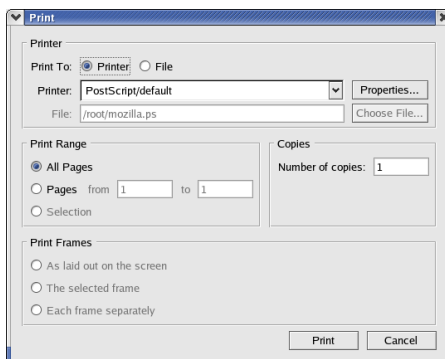 Print
Printer
Print To: Printer File
Printer: PostScript/default Properties...
File: /root/mozilla.ps Choose File...
Print Range
All Pages
Pages from 1 to 1
Selection
Copies
Number of copies: 1
Print Frames
As laid out on the screen
The selected frame
Each frame separately
Print Cancel